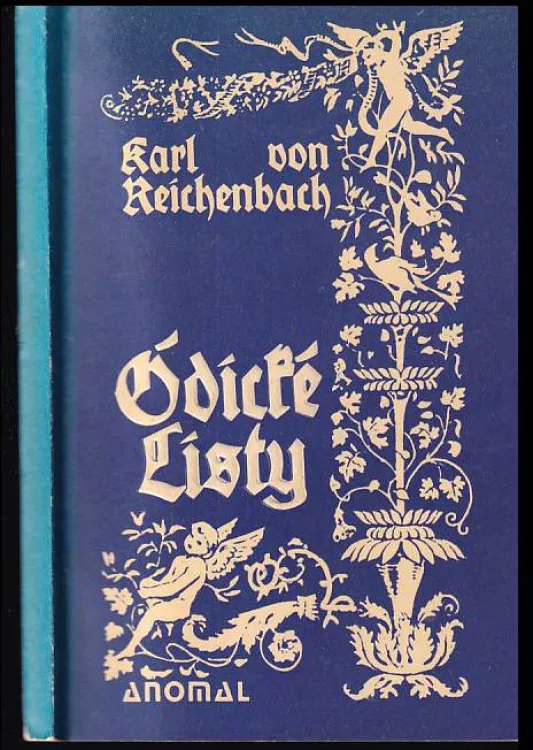 Karl von
Reichenbach
Ódické
Listy
ANOMAL